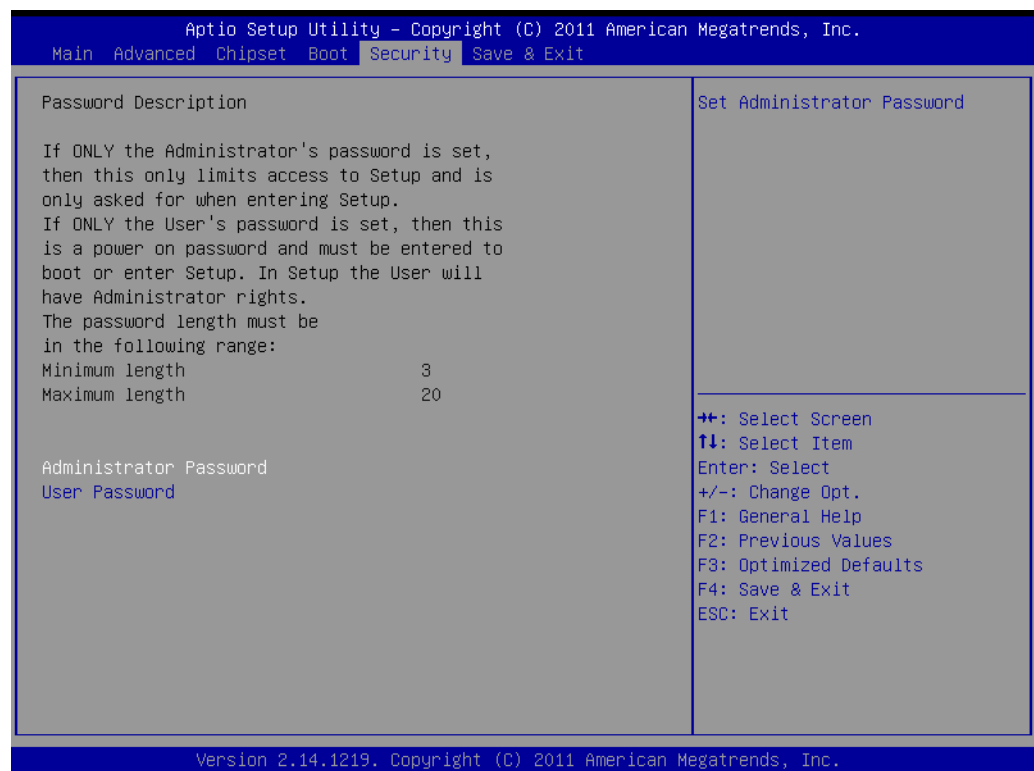 Aptio Setup Utility – Copyright (C) 2011 American Megatrends, Inc.
Main Advanced Chipset Boot Security Save & Exit
Password Description
If ONLY the Administrator's password is set,
then this only limits access to Setup and is
only asked for when entering Setup.
If ONLY the User's password is set, then this
is a power on password and must be entered to
boot or enter Setup. In Setup the User will
have Administrator rights.
The password length must be
in the following range:
Minimum length 3
Maximum length 20
Administrator Password
User Password
Set Administrator Password
→←: Select Screen
↑↓: Select Item
Enter: Select
+/-: Change Opt.
F1: General Help
F2: Previous Values
F3: Optimized Defaults
F4: Save & Exit
ESC: Exit
Version 2.14.1219. Copyright (C) 2011 American Megatrends, Inc.